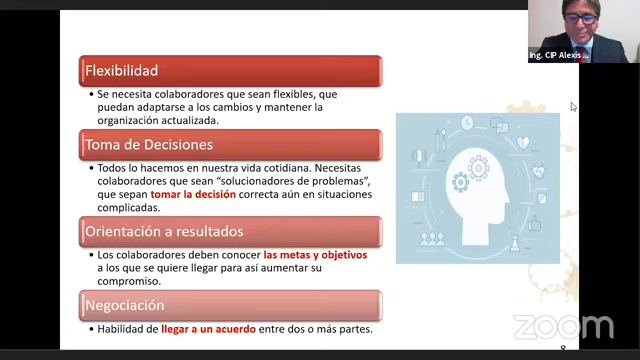 Ing. CIP Alexis ...
Flexibilidad
• Se necesita colaboradores que sean flexibles, que
puedan adaptarse a los cambios y mantener la
organización actualizada.
Toma de Decisiones
• Todos lo hacemos en nuestra vida cotidiana. Necesitas
colaboradores que sean “solucionadores de problemas”,
que sepan tomar la decisión correcta aún en situaciones
complicadas.
Orientación a resultados
• Los colaboradores deben conocer las metas y objetivos
a los que se quiere llegar para así aumentar su
compromiso.
Negociación
• Habilidad de llegar a un acuerdo entre dos o más partes.
zoom